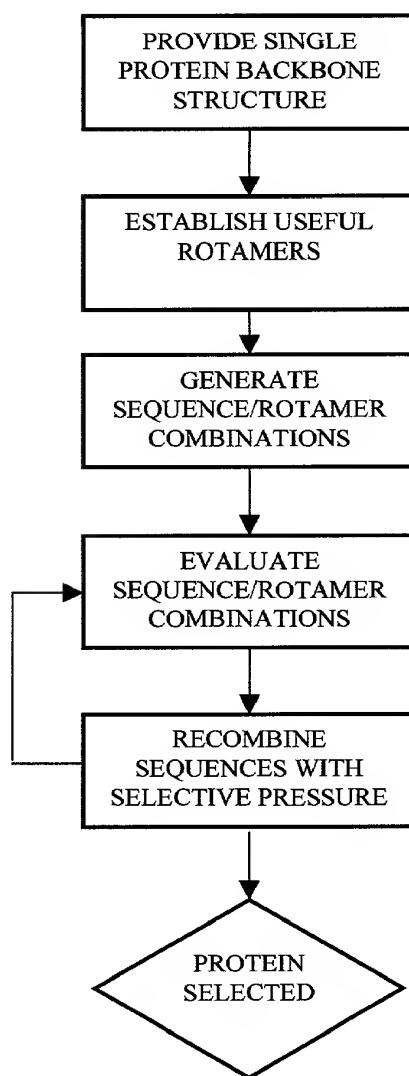 PROVIDE SINGLE
PROTEIN BACKBONE
STRUCTURE
ESTABLISH USEFUL
ROTAMERS
GENERATE
SEQUENCE/ROTAMER
COMBINATIONS
EVALUATE
SEQUENCE/ROTAMER
COMBINATIONS
RECOMBINE
SEQUENCES WITH
SELECTIVE PRESSURE
PROTEIN
SELECTED